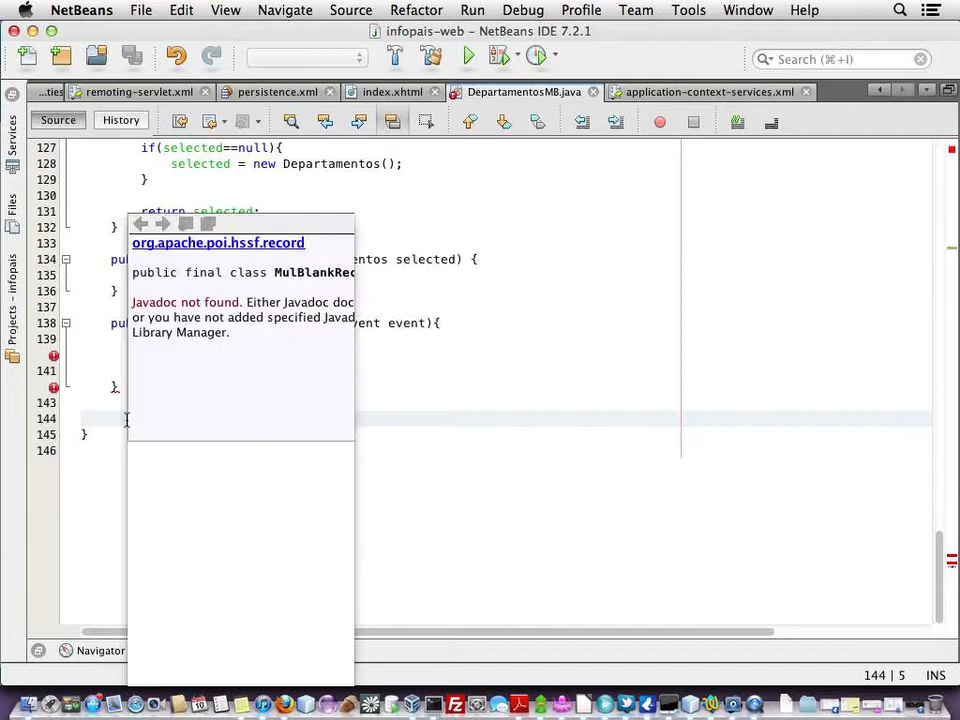 NetBeans File Edit View Navigate Source Refactor Run Debug Profile Team Tools Window Help
infopais-web - NetBeans IDE 7.2.1
Search (⌘+I)
...ties remoting-servlet.xml persistence.xml index.xhtml DepartamentosMB.java application-context-services.xml
Source History
Services
Files
Projects - infopais
127 if(selected==null){
128 selected = new Departamentos();
129 }
130
131 return selected;
132 }
133
134 pu entos selected) {
135
136 }
137
138 pu vent event){
139
141
}
143
144
145 }
146
org.apache.poi.hssf.record
public final class MulBlankRec
Javadoc not found. Either Javadoc doc
or you have not added specified Javad
Library Manager.
Navigator
144 | 5 INS